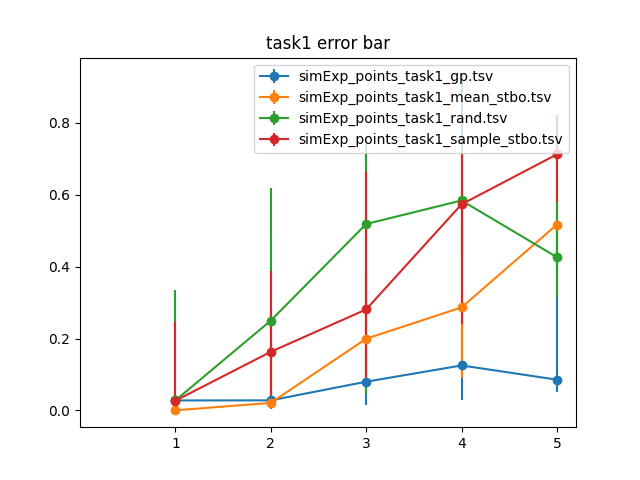 task1 error bar
simExp_points_task1_gp.tsv
simExp_points_task1_mean_stbo.tsv
simExp_points_task1_rand.tsv
simExp_points_task1_sample_stbo.tsv
0.8
0.6
0.4
0.2
0.0
1 2 3 4 5